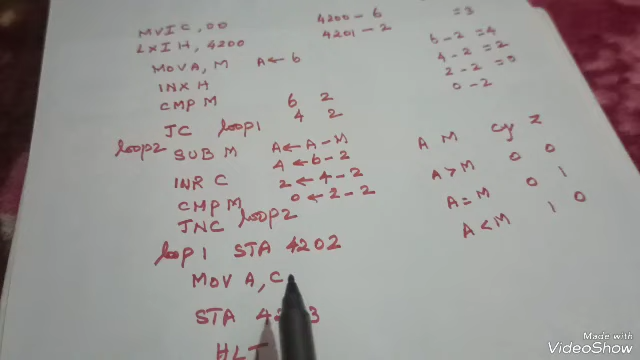 MVI C, 00
LXI H, 4200
MOV A, M A ← 6
INX H
CMP M 6 2
JC loop1 4 2
loop2 SUB M A ← A - M
4 ← 6 - 2
INR C 2 ← 4 - 2
CMP M 0 ← 2 - 2
JNC loop2
loop1 STA 4202
MOV A, C
STA
HLT
4200 - 6 = 3
4201 - 2
6 - 2 = 4
4 - 2 = 2
2 - 2 = 0
0 - 2
A M Cy Z
A > M 0 0
A = M 0 1
A < M 1 0
Made with
VideoShow